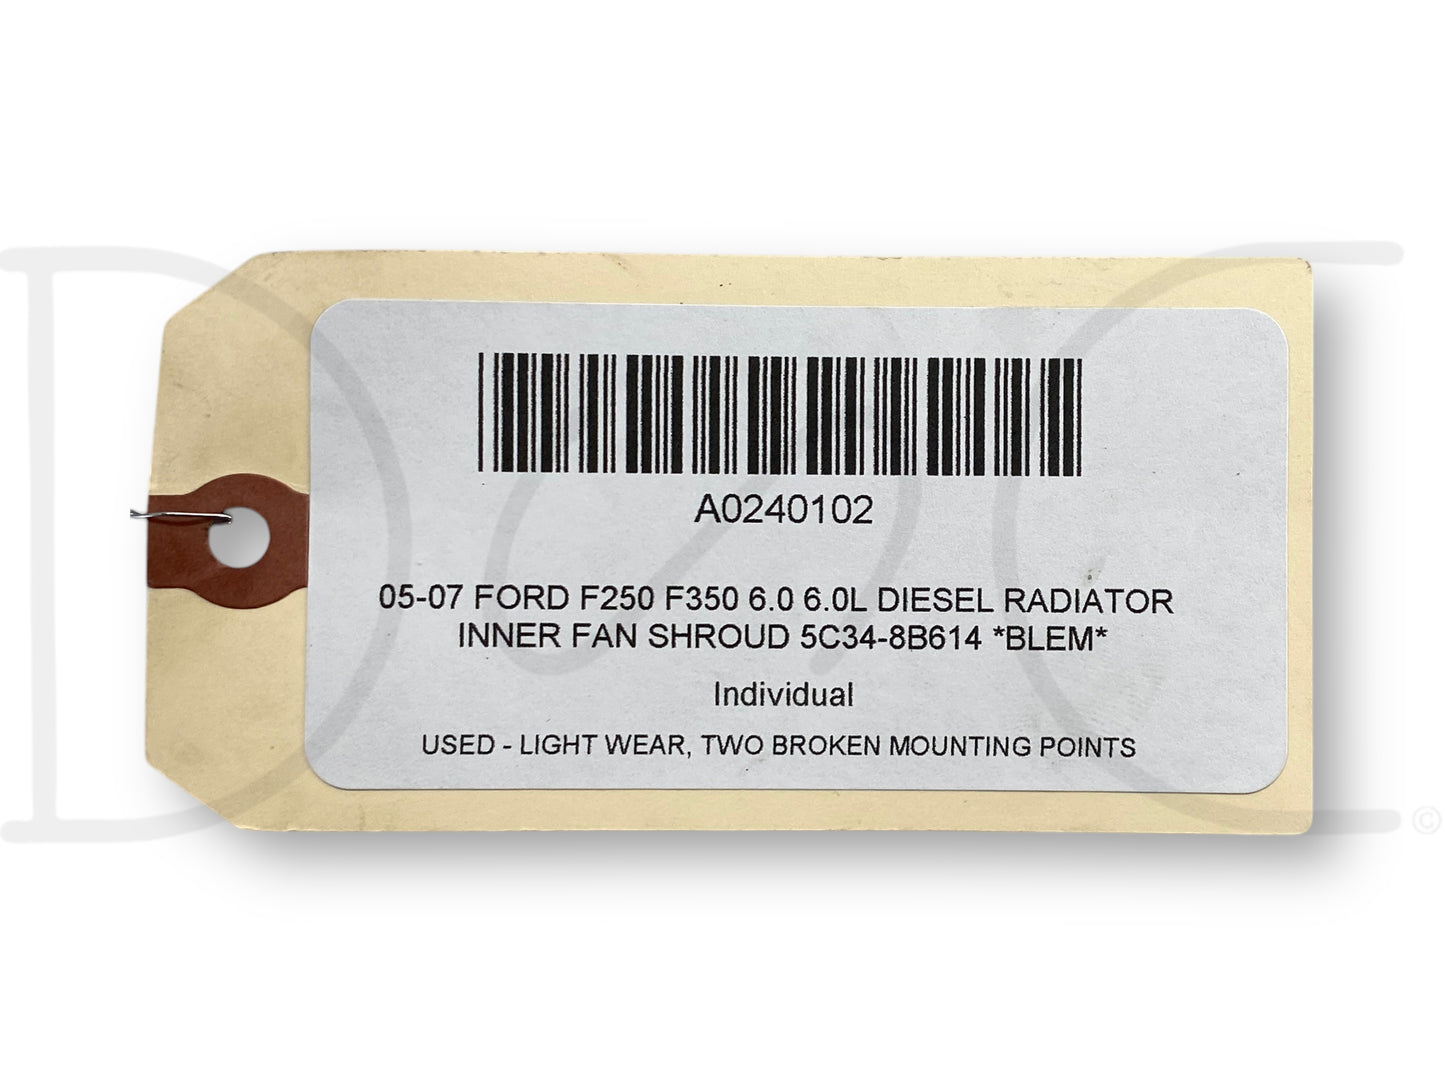 A0240102
05-07 FORD F250 F350 6.0 6.0L DIESEL RADIATOR
INNER FAN SHROUD 5C34-8B614 *BLEM*
Individual
USED - LIGHT WEAR, TWO BROKEN MOUNTING POINTS
D C
©